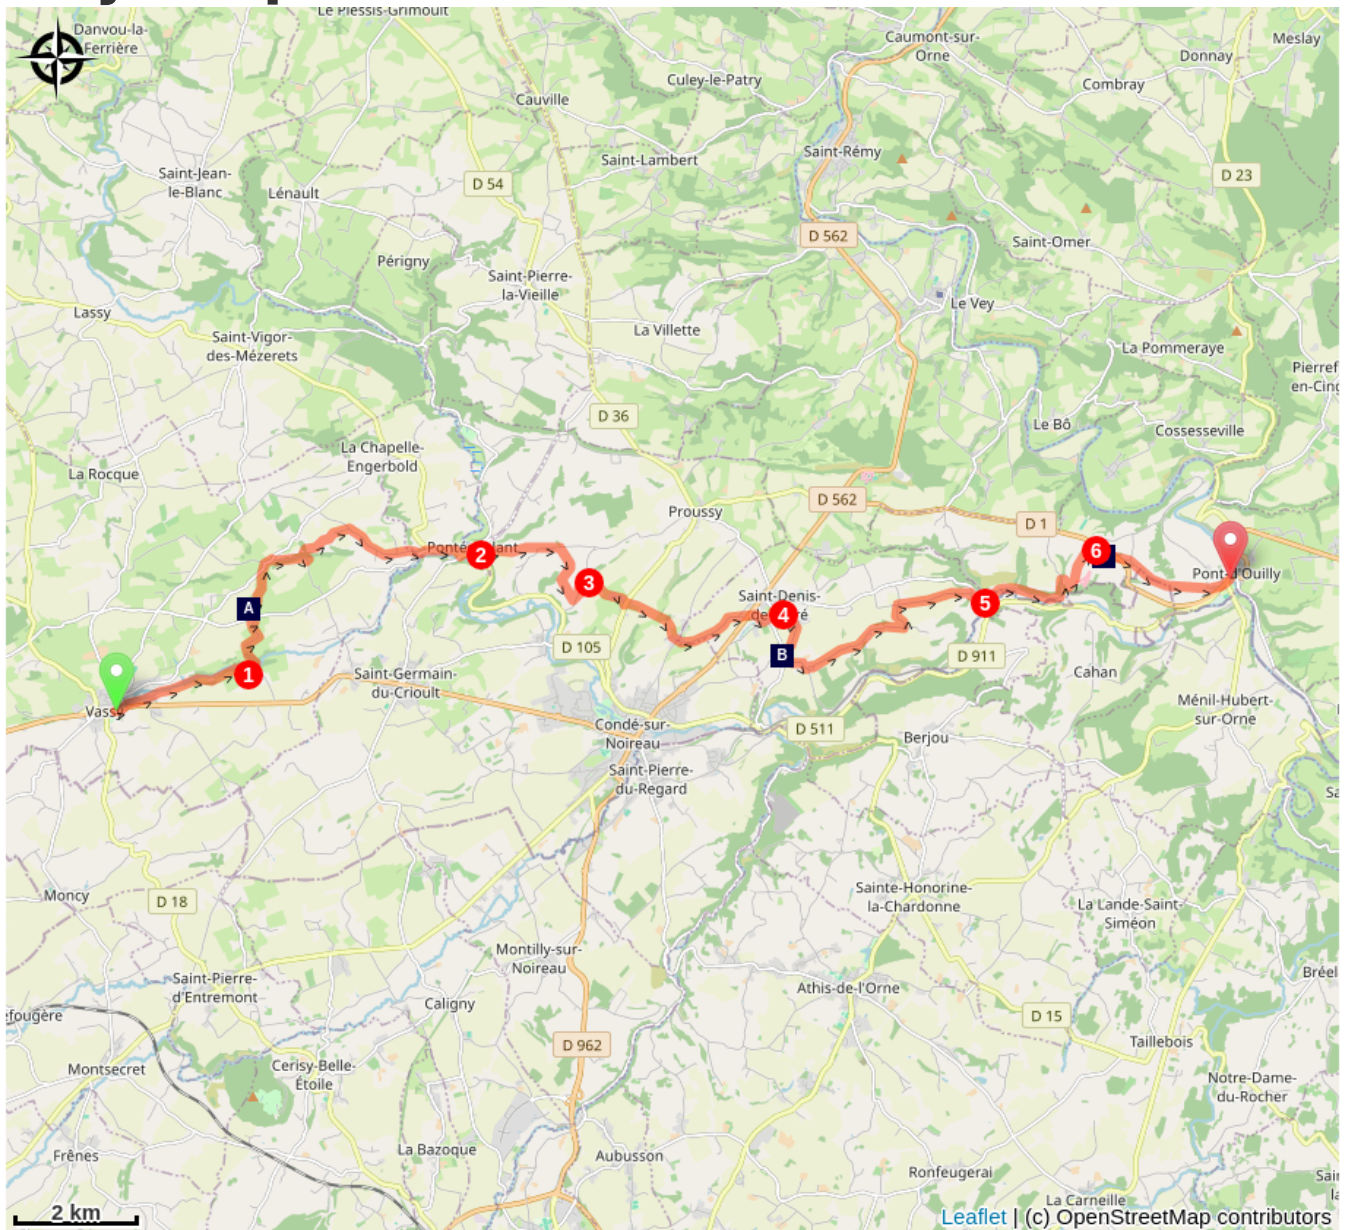 Le Plessis-Grimoult
Danvou-la-
Ferrière
Caumont-sur-
Orne
Meslay
Donnay
Culey-le-Patry
Combray
Cauville
Saint-Rémy
Saint-Lambert
Saint-Jean-
le-Blanc
D 54
D 23
Lénault
D 562
Saint-Omer
Périgny
Saint-Pierre-
la-Vieille
Le Vey
Lassy
La Villette
Saint-Vigor-
des-Mézerets
La Pommeraye
Pierref
en-Cinq
D 36
Le Bô
Cossesseville
La Chapelle-
Engerbold
La Rocque
D 562
Proussy
D 1
2
6
Pont-d'Ouilly
3
Saint-Denis-
4
5
A
D 105
B
D 911
1
Saint-Germain-
du-Crioult
Cahan
Ménil-Hubert-
sur-Orne
Condé-sur-
Noireau
D 511
Berjou
Saint-Pierre-
du-Regard
Moncy
D 18
Sainte-Honorine-
la-Chardonne
La Lande-Saint-
Siméon
Montilly-sur-
Noireau
Bréel
Saint-Pierre-
d'Entremont
Athis-de-l'Orne
Caligny
efougère
D 15
D 962
Taillebois
Montsecret
Cerisy-Belle-
Étoile
Notre-Dame-
du-Rocher
La Bazoque
Frênes
Aubusson
Ronfeugerai
La Carneille
2 km
Leaflet | (c) OpenStreetMap contributors